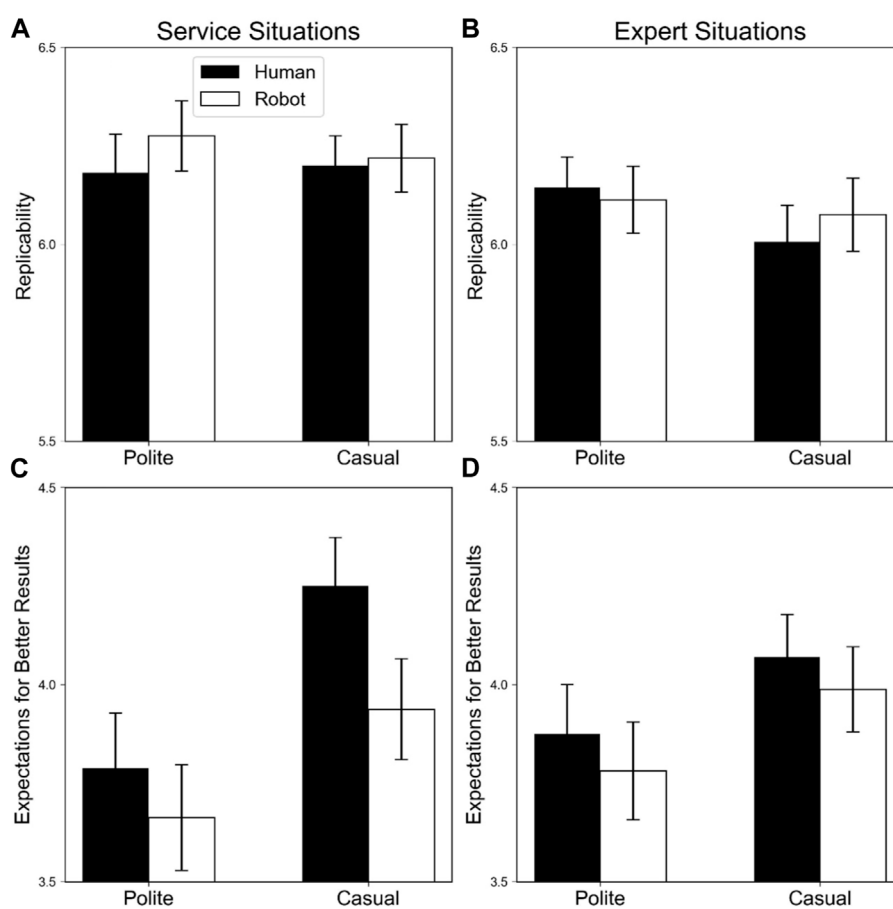 A
Service Situations
6.5
Human
Robot
Replicability
6.0
5.5
Polite
Casual
B
Expert Situations
6.5
Replicability
6.0
5.5
Polite
Casual
C
4.5
Expectations for Better Results
4.0
3.5
Polite
Casual
D
4.5
Expectations for Better Results
4.0
3.5
Polite
Casual